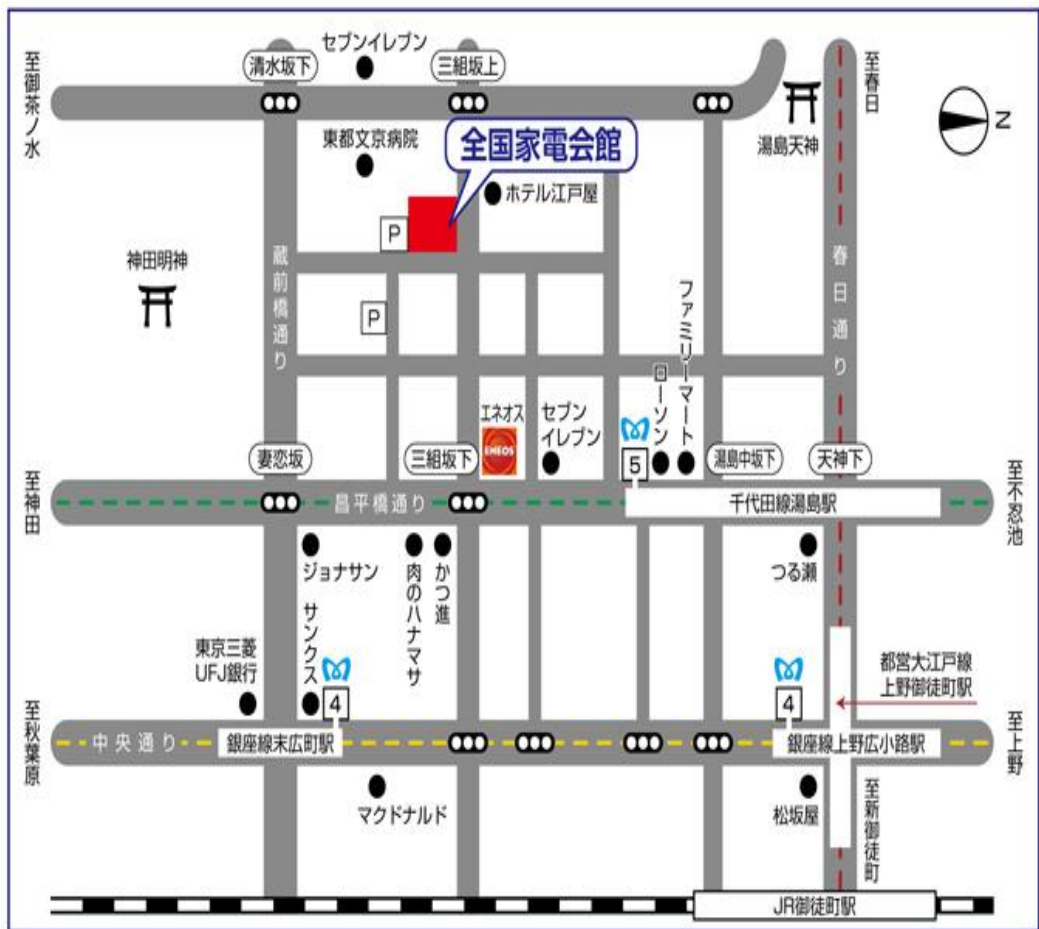 セブンイレブン
清水坂下
三組坂上
至御茶ノ水
至春日
湯島天神
N
東都文京病院
全国家電会館
ホテル江戸屋
P
神田明神
蔵前橋通り
春日通り
P
ファミリーマート
ローソン
エネオス
ENEOS
セブン
イレブン
5
妻恋坂
三組坂下
湯島中坂下
天神下
至神田
昌平橋通り
千代田線湯島駅
至不忍池
ジョナサン
肉のハナマサ
かつ進
つる瀬
サンクス
東京三菱
UFJ銀行
4
4
都営大江戸線
上野御徒町駅
至秋葉原
中央通り
銀座線末広町駅
銀座線上野広小路駅
至上野
マクドナルド
松坂屋
至新御徒町
JR御徒町駅